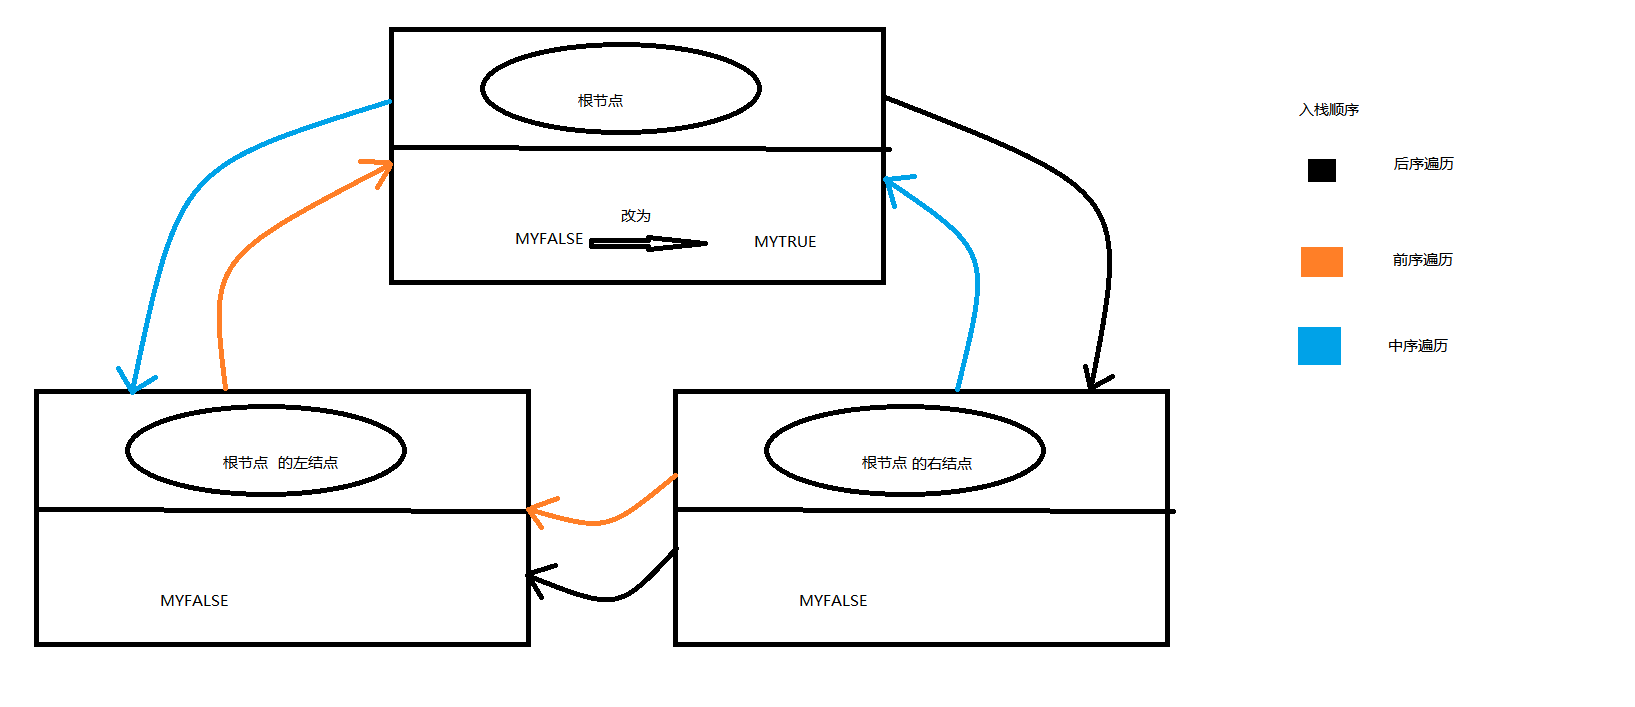 根节点
改为
MYFALSE
MYTRUE
根节点 的左结点
MYFALSE
根节点 的右结点
MYFALSE
入栈顺序
后序遍历
前序遍历
中序遍历